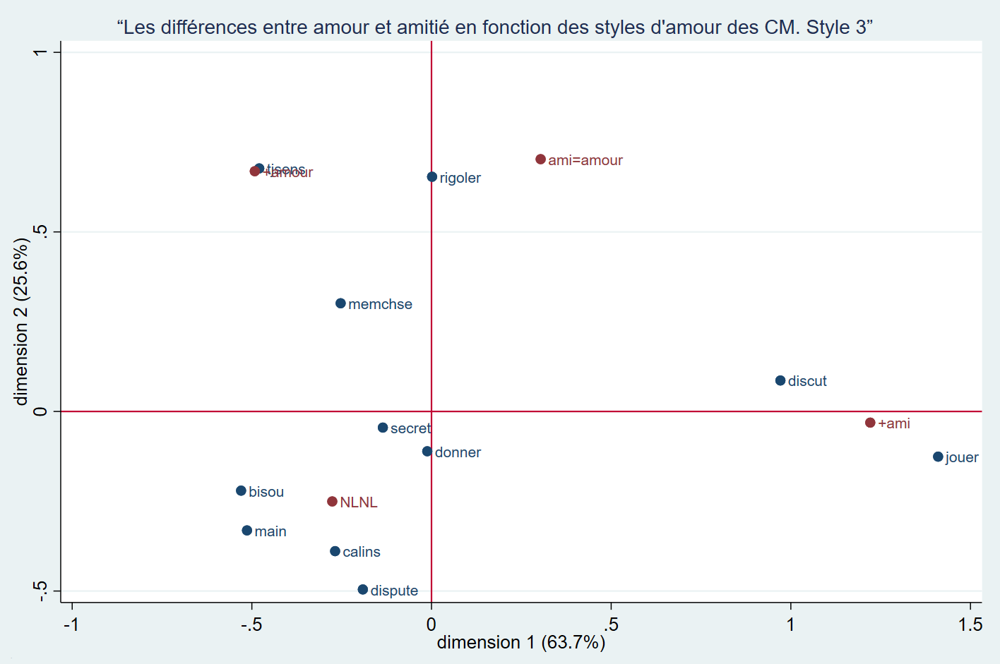 “Les différences entre amour et amitié en fonction des styles d'amour des CM. Style 3”
1
.5
0
-.5
dimension 2 (25.6%)
tisons
+amour
ami=amour
rigoler
memchse
discut
+ami
jouer
secret
donner
bisou
NLNL
main
calins
dispute
-1
-.5
0
.5
1
1.5
dimension 1 (63.7%)